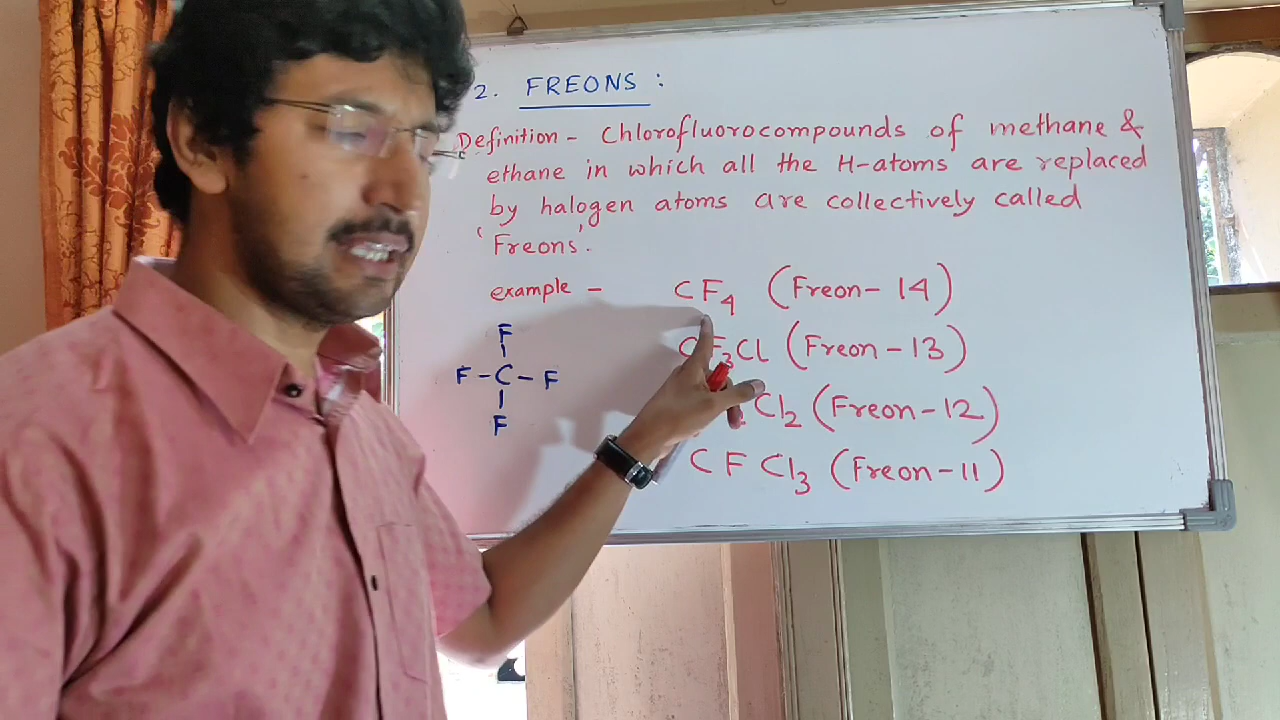 2. FREONS :
Definition - Chlorofluorocompounds of methane &
ethane in which all the H-atoms are replaced
by halogen atoms are collectively called
'Freons'.
example - CF₄ (Freon-14)
CF₃Cl (Freon-13)
Cl₂ (Freon-12)
CFCl₃ (Freon-11)
F
F-C-F
F